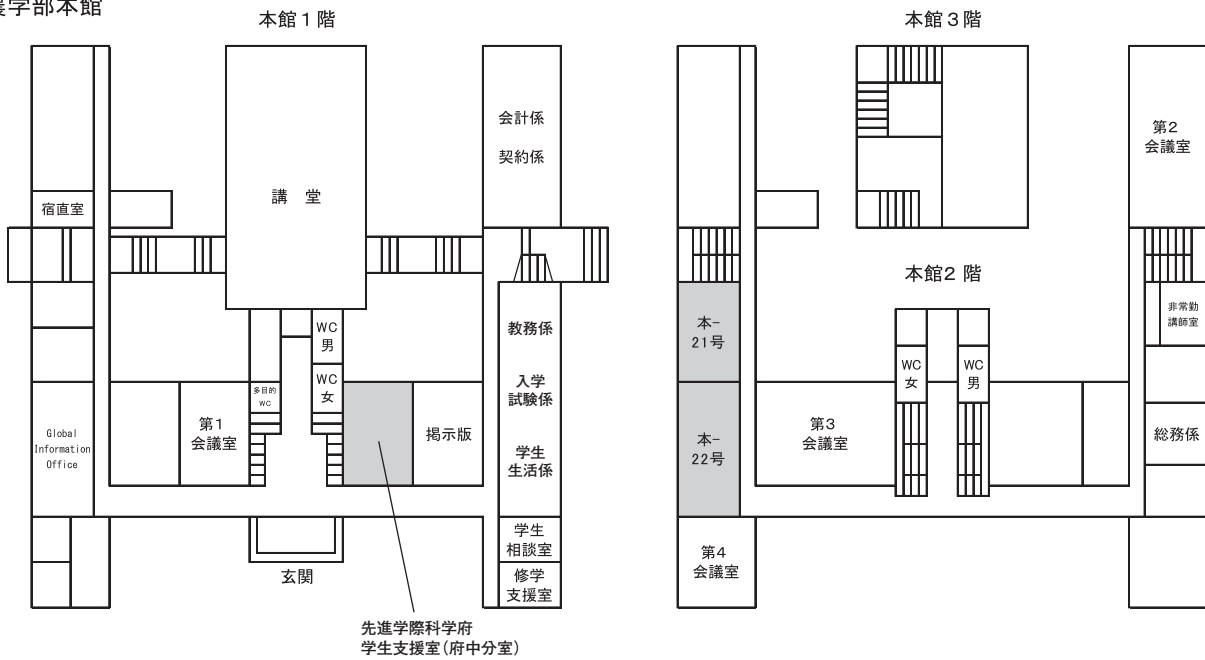 農学部本館
本館１階
本館３階
会計係
契約係
第２
会議室
講　堂
宿直室
本館２ 階
WC
男
教務係
本-
21号
非常勤
講師室
WC
女
WC
男
多目的
WC
WC
女
入学
試験係
第1
会議室
第3
会議室
掲示版
総務係
Global
Information
Office
本-
22号
学生
生活係
学生
相談室
第4
会議室
玄関
修学
支援室
先進学際科学府
学生支援室(府中分室)